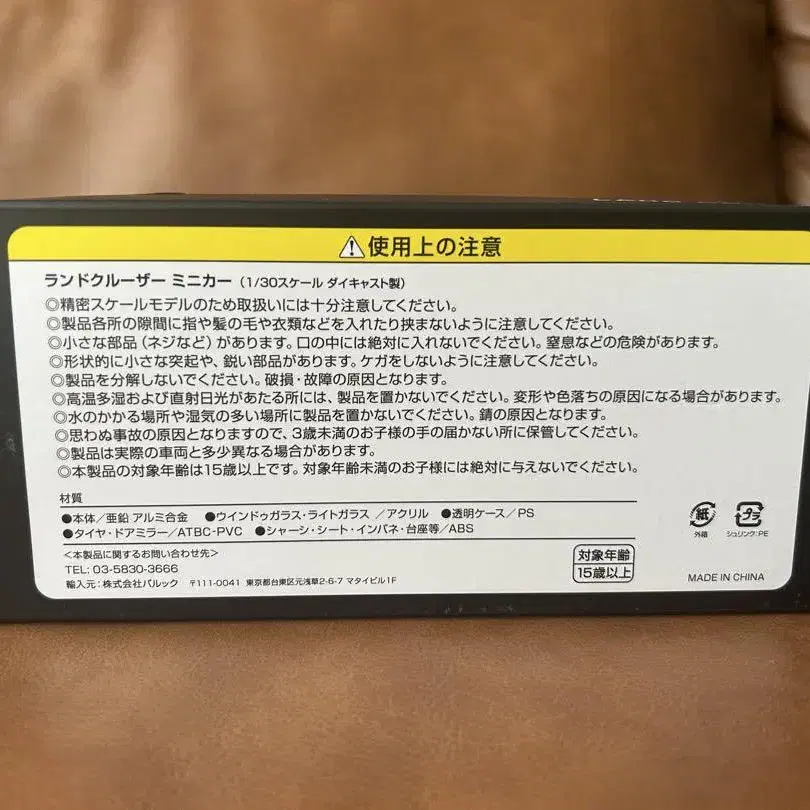 ⚠使用上の注意
ランドクルーザー ミニカー（1/30スケール ダイキャスト製）
◎精密スケールモデルのため取扱いには十分注意してください。
◎製品各所の隙間に指や髪の毛や衣類などを入れたり挟まないように注意してください。
◎小さな部品（ネジなど）があります。口の中には絶対に入れないでください。窒息などの危険があります。
◎形状的に小さな突起や、鋭い部品があります。ケガをしないように注意してください。
◎製品を分解しないでください。破損・故障の原因となります。
◎高温多湿および直射日光があたる所には、製品を置かないでください。変形や色落ちの原因になる場合があります。
◎水のかかる場所や湿気の多い場所に製品を置かないでください。錆の原因となります。
◎思わぬ事故の原因となりますので、3歳未満のお子様の手の届かない所に保管してください。
◎製品は実際の車両と多少異なる場合があります。
◎本製品の対象年齢は15歳以上です。対象年齢未満のお子様には絶対に与えないでください。
材質
●本体／亜鉛 アルミ合金 ●ウインドゥガラス・ライトガラス ／アクリル ●透明ケース／PS
●タイヤ・ドアミラー／ATBC-PVC ●シャーシ・シート・インパネ・台座等／ABS
＜本製品に関するお問い合わせ先＞
TEL: 03-5830-3666
輸入元：株式会社バルック 〒111-0041 東京都台東区元浅草2-6-7 マタイビル1F
対象年齢
15歳以上
紙
外箱
プラ
シュリンク:PE
MADE IN CHINA